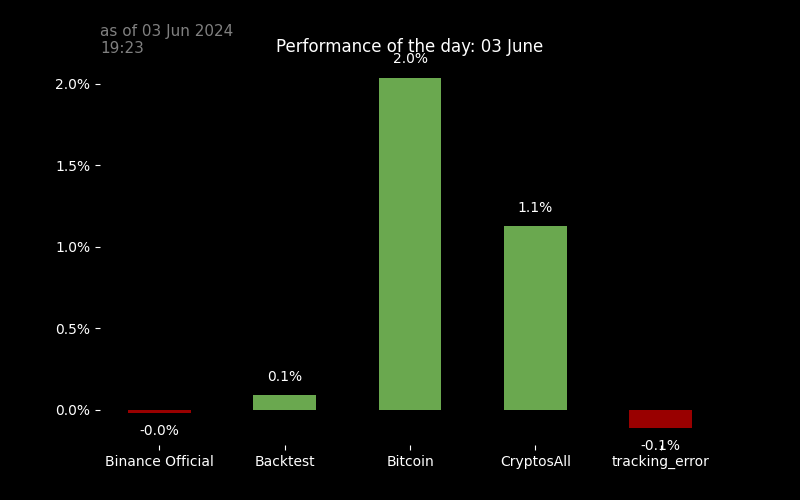 as of 03 Jun 2024
19:23
Performance of the day: 03 June
2.0%
2.0%
1.5%
1.1%
1.0%
0.5%
0.1%
0.0%
-0.0%
-0.1%
Binance Official
Backtest
Bitcoin
CryptosAll
tracking_error